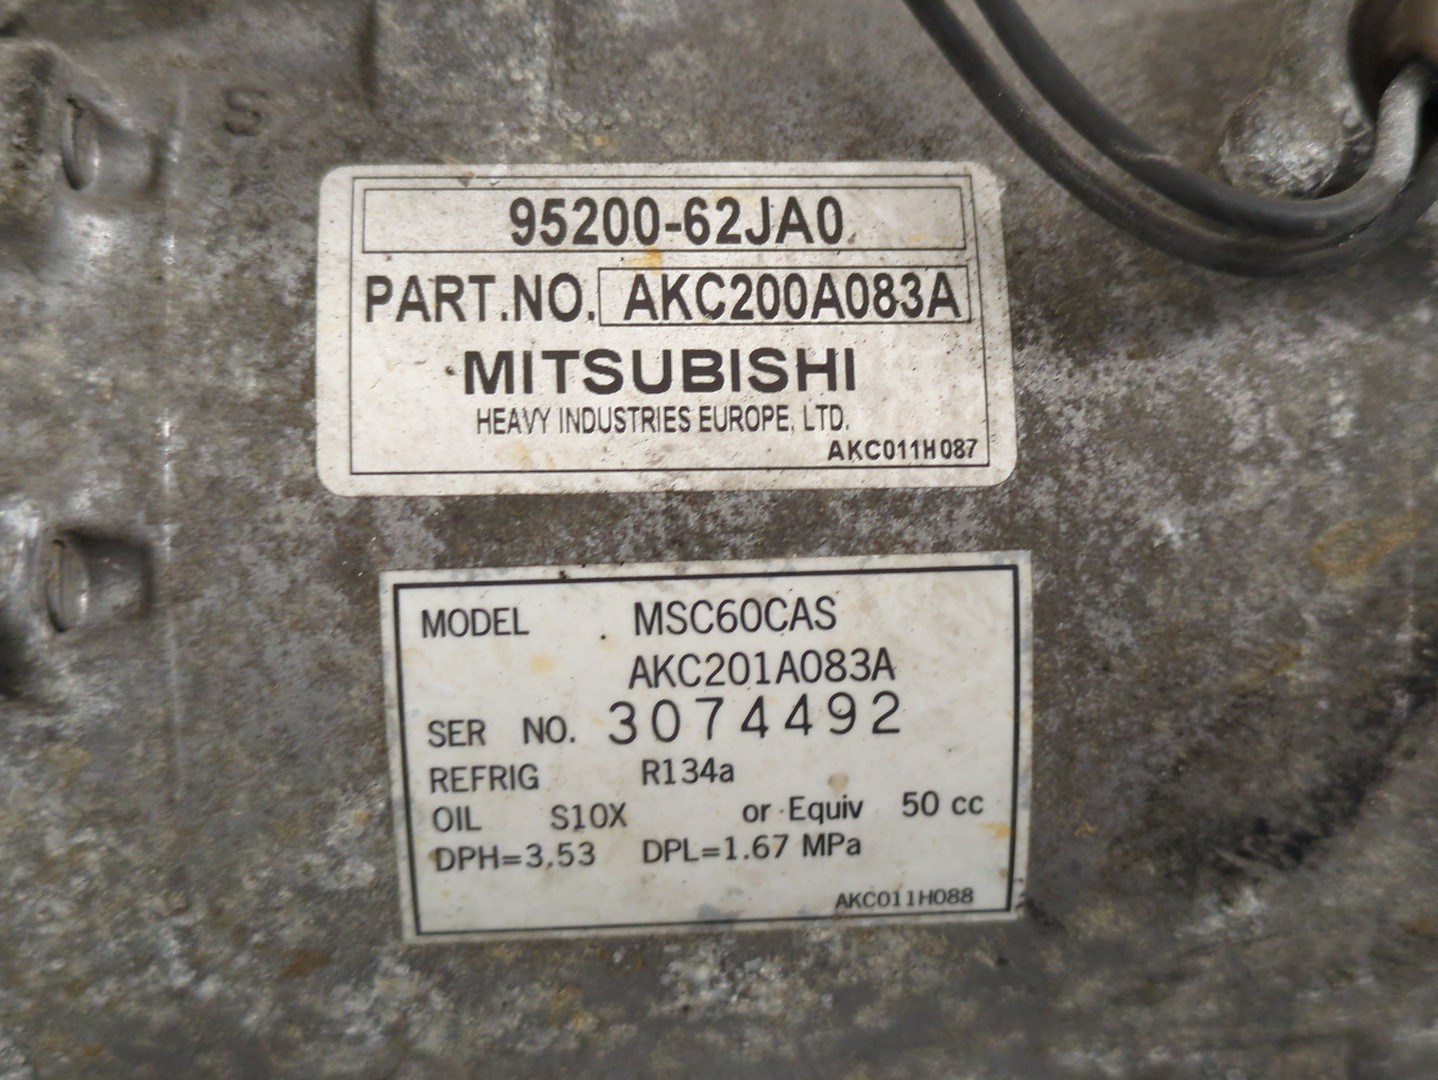 S
95200-62JA0
PART.NO. AKC200A083A
MITSUBISHI
HEAVY INDUSTRIES EUROPE, LTD.
AKC011H087
MODEL MSC60CAS
AKC201A083A
SER NO. 3074492
REFRIG R134a
OIL S10X or Equiv 50 cc
DPH=3.53 DPL=1.67 MPa
AKC011H088